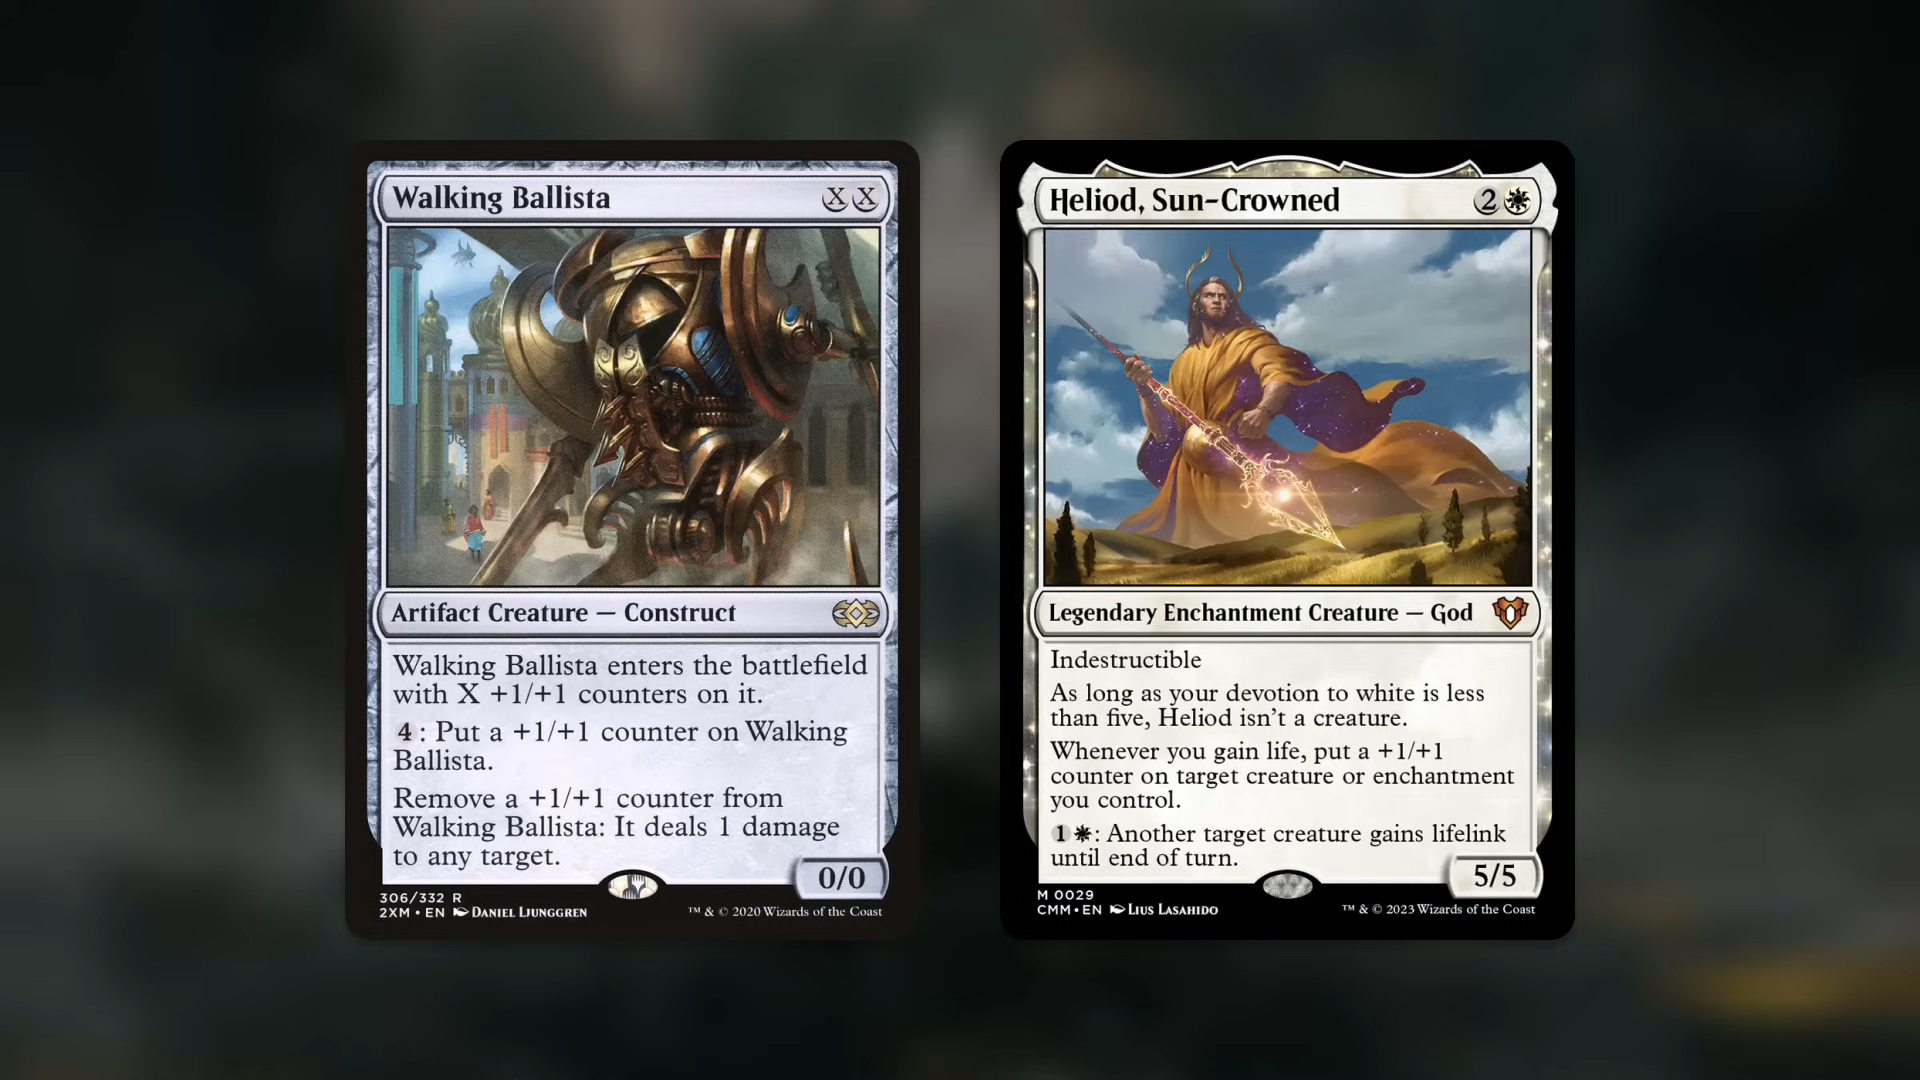 Walking Ballista XX
Artifact Creature — Construct
Walking Ballista enters the battlefield
with X +1/+1 counters on it.
4: Put a +1/+1 counter on Walking
Ballista.
Remove a +1/+1 counter from
Walking Ballista: It deals 1 damage
to any target.
0/0
306/332 R
2XM • EN Daniel Ljunggren
™ & © 2020 Wizards of the Coast
Heliod, Sun-Crowned 2
Legendary Enchantment Creature — God
Indestructible
As long as your devotion to white is less
than five, Heliod isn't a creature.
Whenever you gain life, put a +1/+1
counter on target creature or enchantment
you control.
1: Another target creature gains lifelink
until end of turn.
5/5
M 0029
CMM • EN Lius Lasahido
™ & © 2023 Wizards of the Coast